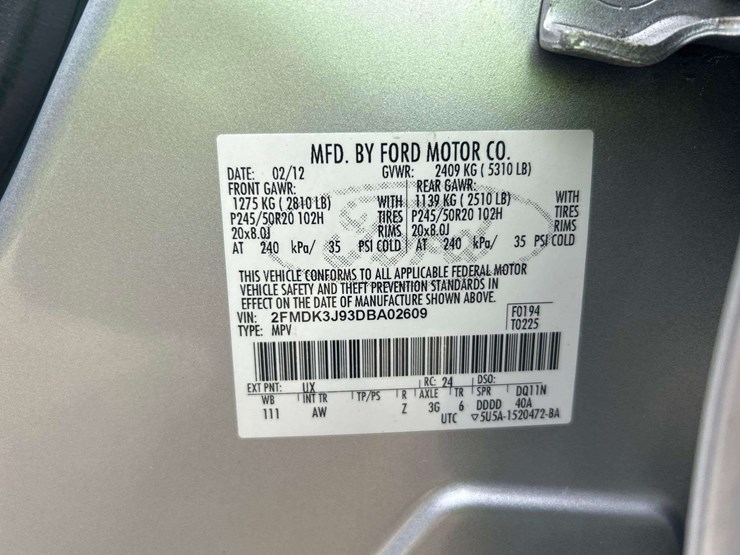 MFD. BY FORD MOTOR CO.
DATE: 02/12 GVWR: 2409 KG ( 5310 LB)
FRONT GAWR: REAR GAWR:
1275 KG ( 2810 LB) WITH 1139 KG ( 2510 LB) WITH
P245/50R20 102H TIRES P245/50R20 102H TIRES
20x8.0J RIMS 20x8.0J RIMS
AT 240 kPa/ 35 PSI COLD AT 240 kPa/ 35 PSI COLD
Ford
THIS VEHICLE CONFORMS TO ALL APPLICABLE FEDERAL MOTOR
VEHICLE SAFETY AND THEFT PREVENTION STANDARDS IN
EFFECT ON THE DATE OF MANUFACTURE SHOWN ABOVE.
VIN: 2FMDK3J93DBA02609 F0194
TYPE: MPV T0225
EXT PNT: UX RC: 24 DSO:
WB INT TR TP/PS R AXLE TR SPR DQ11N
111 AW Z 3G 6 DDDD 40A
UTC ▽5U5A-1520472-BA